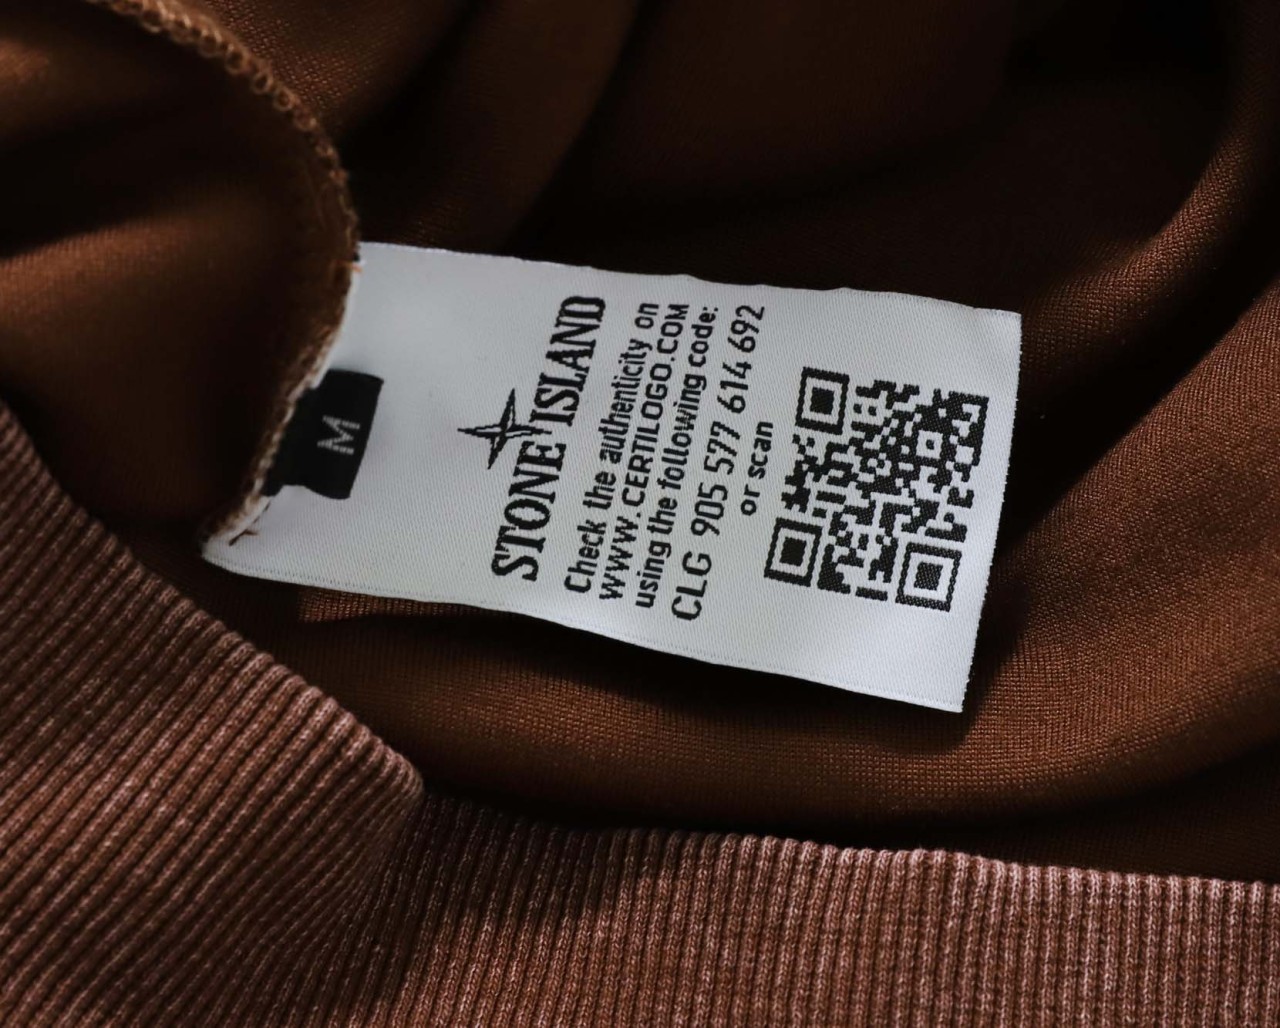 M
STONE ISLAND
Check the authenticity on
WWW.CERTILOGO.COM
using the following code:
CLG 905 577 614 692
or scan